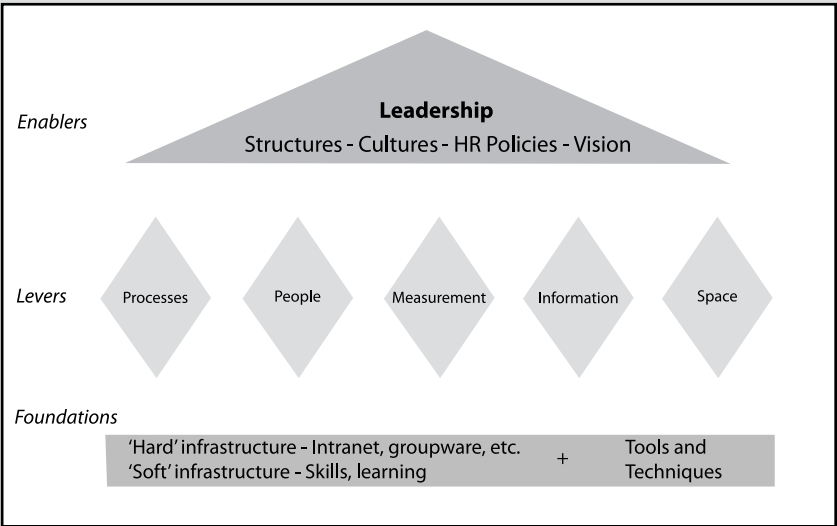 Enablers
Leadership
Structures - Cultures - HR Policies - Vision
Levers
Processes
People
Measurement
Information
Space
Foundations
‘Hard’ infrastructure - Intranet, groupware, etc.
‘Soft’ infrastructure - Skills, learning
+
Tools and
Techniques